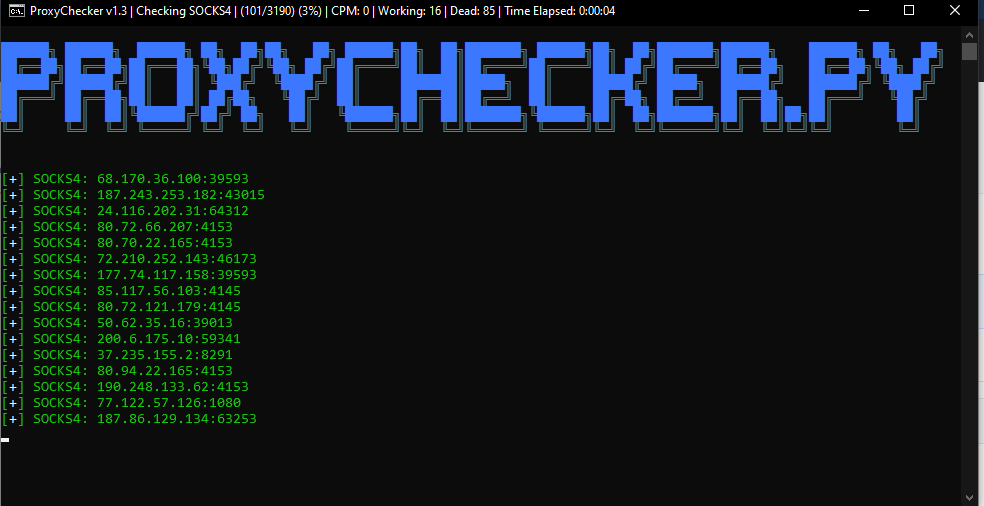 ProxyChecker v1.3 | Checking SOCKS4 | (101/3190) (3%) | CPM: 0 | Working: 16 | Dead: 85 | Time Elapsed: 0:00:04
PROXYCHECKER.PY
[+] SOCKS4: 68.170.36.100:39593
[+] SOCKS4: 187.243.253.182:43015
[+] SOCKS4: 24.116.202.31:64312
[+] SOCKS4: 80.72.66.207:4153
[+] SOCKS4: 80.70.22.165:4153
[+] SOCKS4: 72.210.252.143:46173
[+] SOCKS4: 177.74.117.158:39593
[+] SOCKS4: 85.117.56.103:4145
[+] SOCKS4: 80.72.121.179:4145
[+] SOCKS4: 50.62.35.16:39013
[+] SOCKS4: 200.6.175.10:59341
[+] SOCKS4: 37.235.155.2:8291
[+] SOCKS4: 80.94.22.165:4153
[+] SOCKS4: 190.248.133.62:4153
[+] SOCKS4: 77.122.57.126:1080
[+] SOCKS4: 187.86.129.134:63253